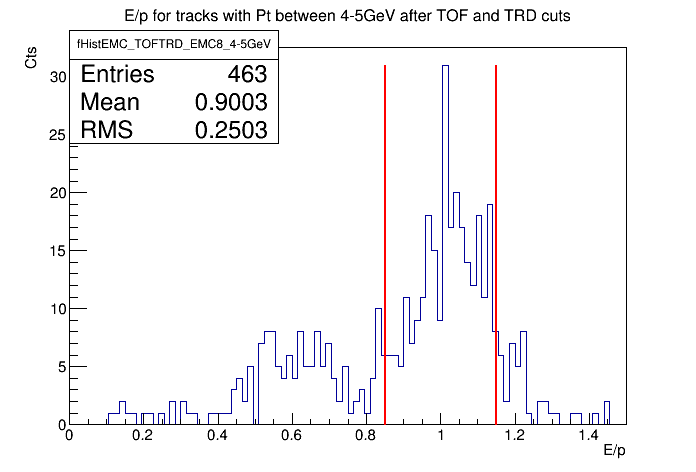 E/p for tracks with Pt between 4-5GeV after TOF and TRD cuts
fHistEMC_TOFTRD_EMC8_4-5GeV
Entries 463
Mean 0.9003
RMS 0.2503
Cts
30
25
20
15
10
5
0
0 0.2 0.4 0.6 0.8 1 1.2 1.4
E/p